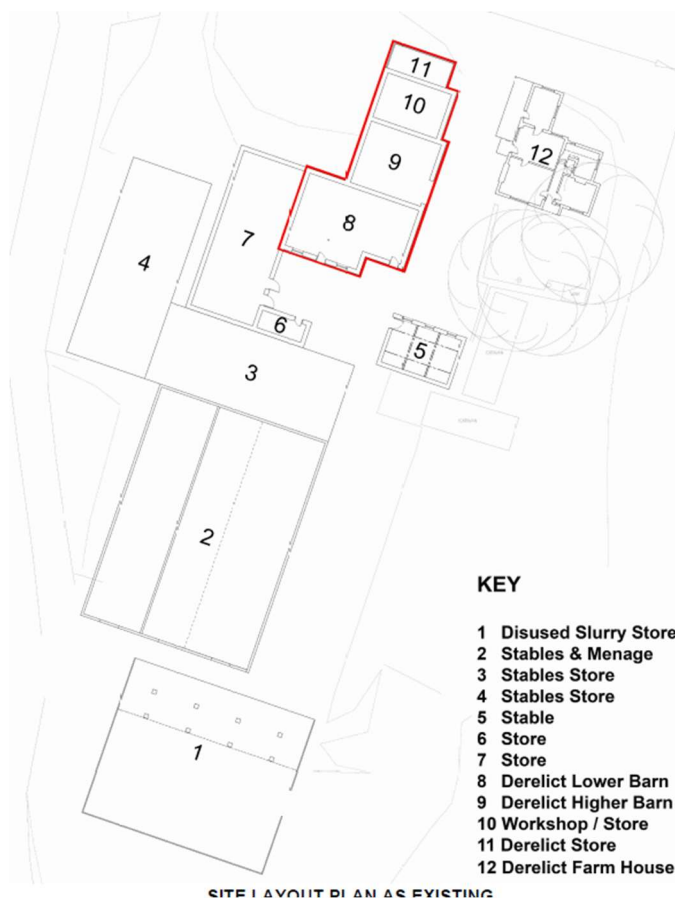 11
10
12
9
8
7
4
6
5
3
2
KEY
1 Disused Slurry Store
2 Stables & Menage
3 Stables Store
4 Stables Store
5 Stable
6 Store
7 Store
8 Derelict Lower Barn
9 Derelict Higher Barn
10 Workshop / Store
11 Derelict Store
12 Derelict Farm House
1
SITE LAYOUT PLAN AS EXISTING